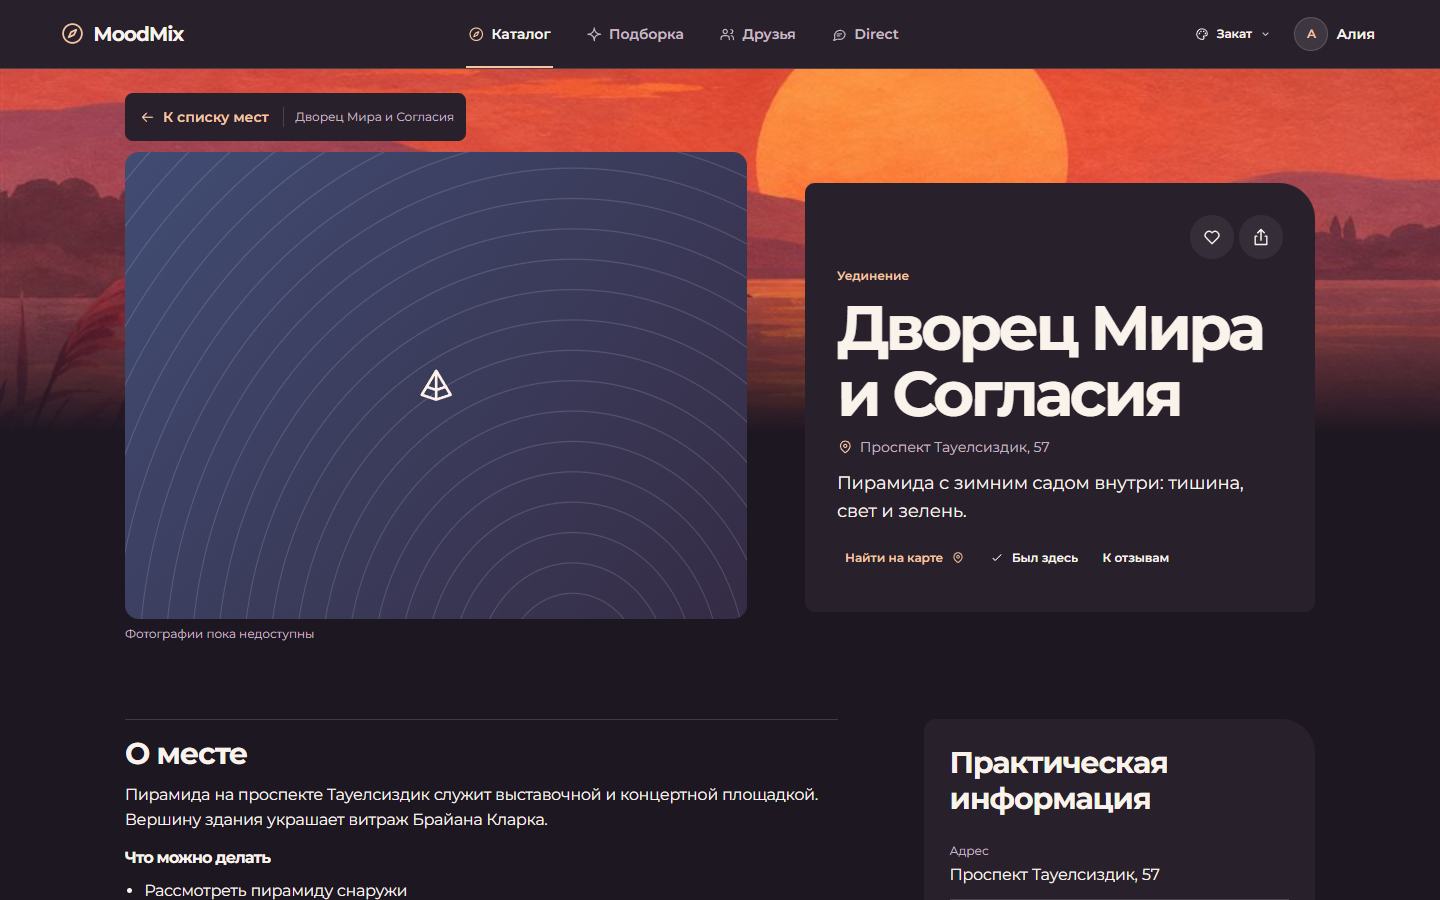 MoodMix
Каталог
Подборка
Друзья
Direct
Закат
А
Алия
К списку мест
Дворец Мира и Согласия
Уединение
Дворец Мира
и Согласия
Проспект Тауелсиздик, 57
Пирамида с зимним садом внутри: тишина,
свет и зелень.
Найти на карте
Был здесь
К отзывам
Фотографии пока недоступны
О месте
Пирамида на проспекте Тауелсиздик служит выставочной и концертной площадкой.
Вершину здания украшает витраж Брайана Кларка.
Что можно делать
• Рассмотреть пирамиду снаружи
Практическая
информация
Адрес
Проспект Тауелсиздик, 57